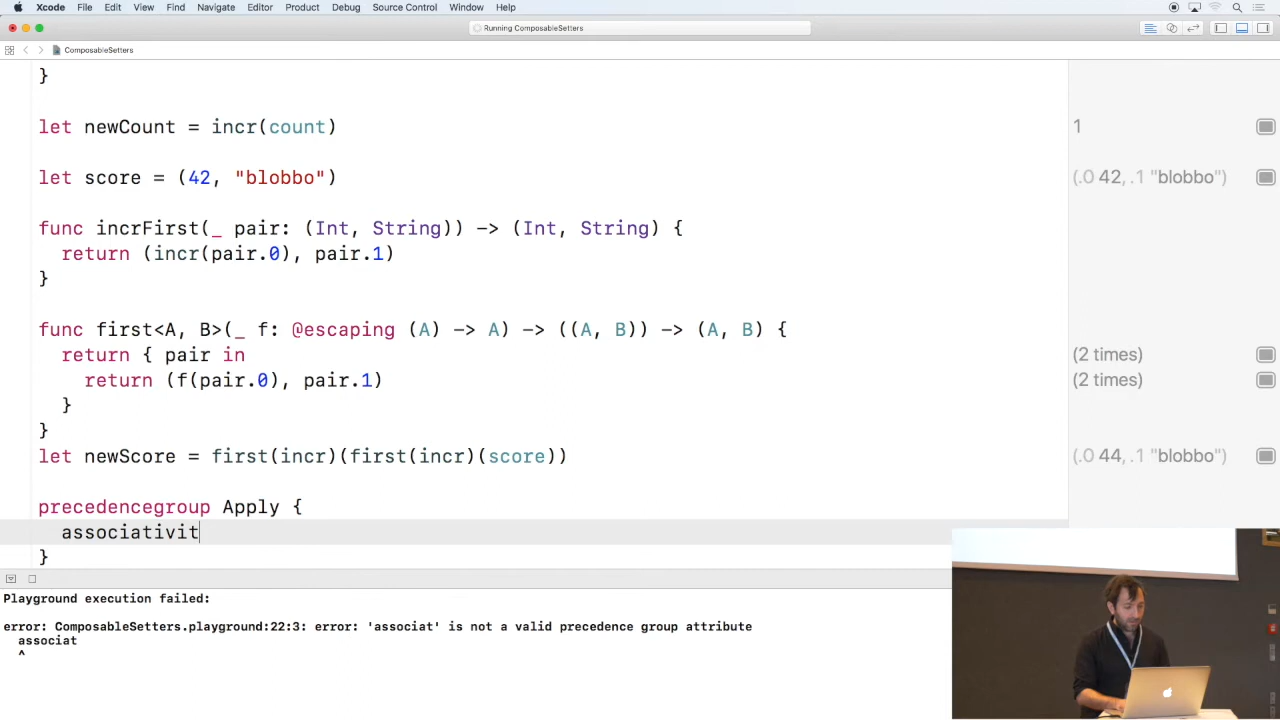 Xcode File Edit View Find Navigate Editor Product Debug Source Control Window Help
Running ComposableSetters
ComposableSetters
}
let newCount = incr(count)
1
let score = (42, "blobbo")
(.0 42, .1 "blobbo")
func incrFirst(_ pair: (Int, String)) -> (Int, String) {
return (incr(pair.0), pair.1)
}
func first<A, B>(_ f: @escaping (A) -> A) -> ((A, B)) -> (A, B) {
return { pair in
(2 times)
return (f(pair.0), pair.1)
(2 times)
}
}
let newScore = first(incr)(first(incr)(score))
(.0 44, .1 "blobbo")
precedencegroup Apply {
associativit
}
Playground execution failed:
error: ComposableSetters.playground:22:3: error: 'associat' is not a valid precedence group attribute
associat
^